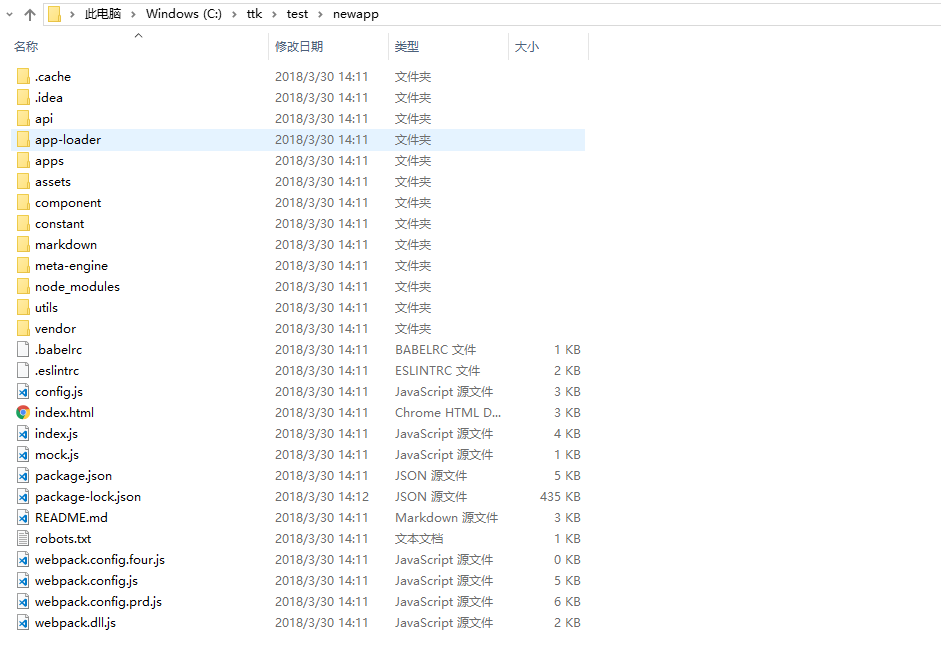 此电脑 › Windows (C:) › ttk › test › newapp
名称 修改日期 类型 大小
.cache 2018/3/30 14:11 文件夹
.idea 2018/3/30 14:11 文件夹
api 2018/3/30 14:11 文件夹
app-loader 2018/3/30 14:11 文件夹
apps 2018/3/30 14:11 文件夹
assets 2018/3/30 14:11 文件夹
component 2018/3/30 14:11 文件夹
constant 2018/3/30 14:11 文件夹
markdown 2018/3/30 14:11 文件夹
meta-engine 2018/3/30 14:11 文件夹
node_modules 2018/3/30 14:11 文件夹
utils 2018/3/30 14:11 文件夹
vendor 2018/3/30 14:11 文件夹
.babelrc 2018/3/30 14:11 BABELRC 文件 1 KB
.eslintrc 2018/3/30 14:11 ESLINTRC 文件 2 KB
config.js 2018/3/30 14:11 JavaScript 源文件 3 KB
index.html 2018/3/30 14:11 Chrome HTML D... 3 KB
index.js 2018/3/30 14:11 JavaScript 源文件 4 KB
mock.js 2018/3/30 14:11 JavaScript 源文件 1 KB
package.json 2018/3/30 14:11 JSON 源文件 5 KB
package-lock.json 2018/3/30 14:12 JSON 源文件 435 KB
README.md 2018/3/30 14:11 Markdown 源文件 3 KB
robots.txt 2018/3/30 14:11 文本文档 1 KB
webpack.config.four.js 2018/3/30 14:11 JavaScript 源文件 0 KB
webpack.config.js 2018/3/30 14:11 JavaScript 源文件 5 KB
webpack.config.prd.js 2018/3/30 14:11 JavaScript 源文件 6 KB
webpack.dll.js 2018/3/30 14:11 JavaScript 源文件 2 KB